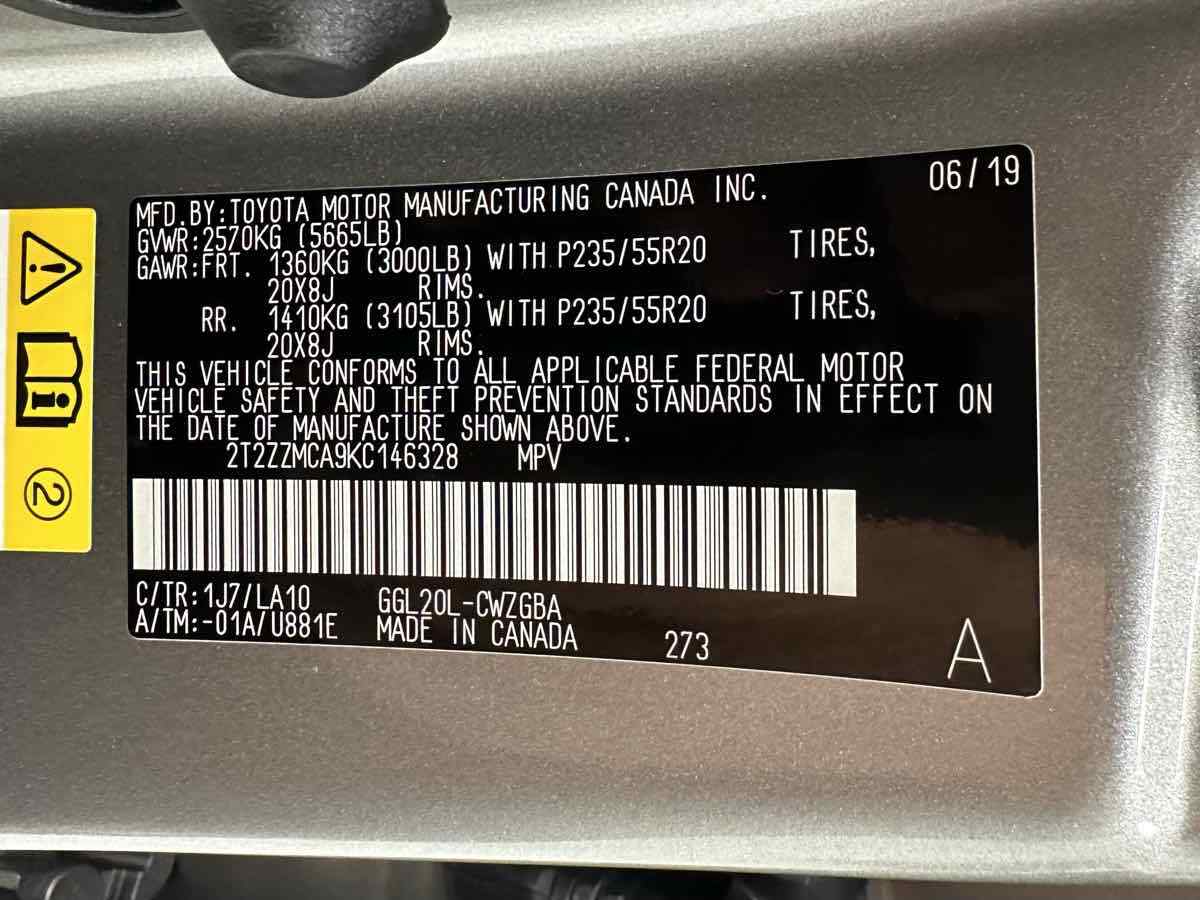 MFD.BY:TOYOTA MOTOR MANUFACTURING CANADA INC. 06/19
GVWR:2570KG (5665LB)
GAWR:FRT. 1360KG (3000LB) WITH P235/55R20 TIRES,
20X8J RIMS.
RR. 1410KG (3105LB) WITH P235/55R20 TIRES,
20X8J RIMS.
THIS VEHICLE CONFORMS TO ALL APPLICABLE FEDERAL MOTOR
VEHICLE SAFETY AND THEFT PREVENTION STANDARDS IN EFFECT ON
THE DATE OF MANUFACTURE SHOWN ABOVE.
2T2ZZMCA9KC146328 MPV
C/TR:1J7/LA10 GGL20L-CWZGBA
A/TM:-01A/U881E MADE IN CANADA 273 A
2